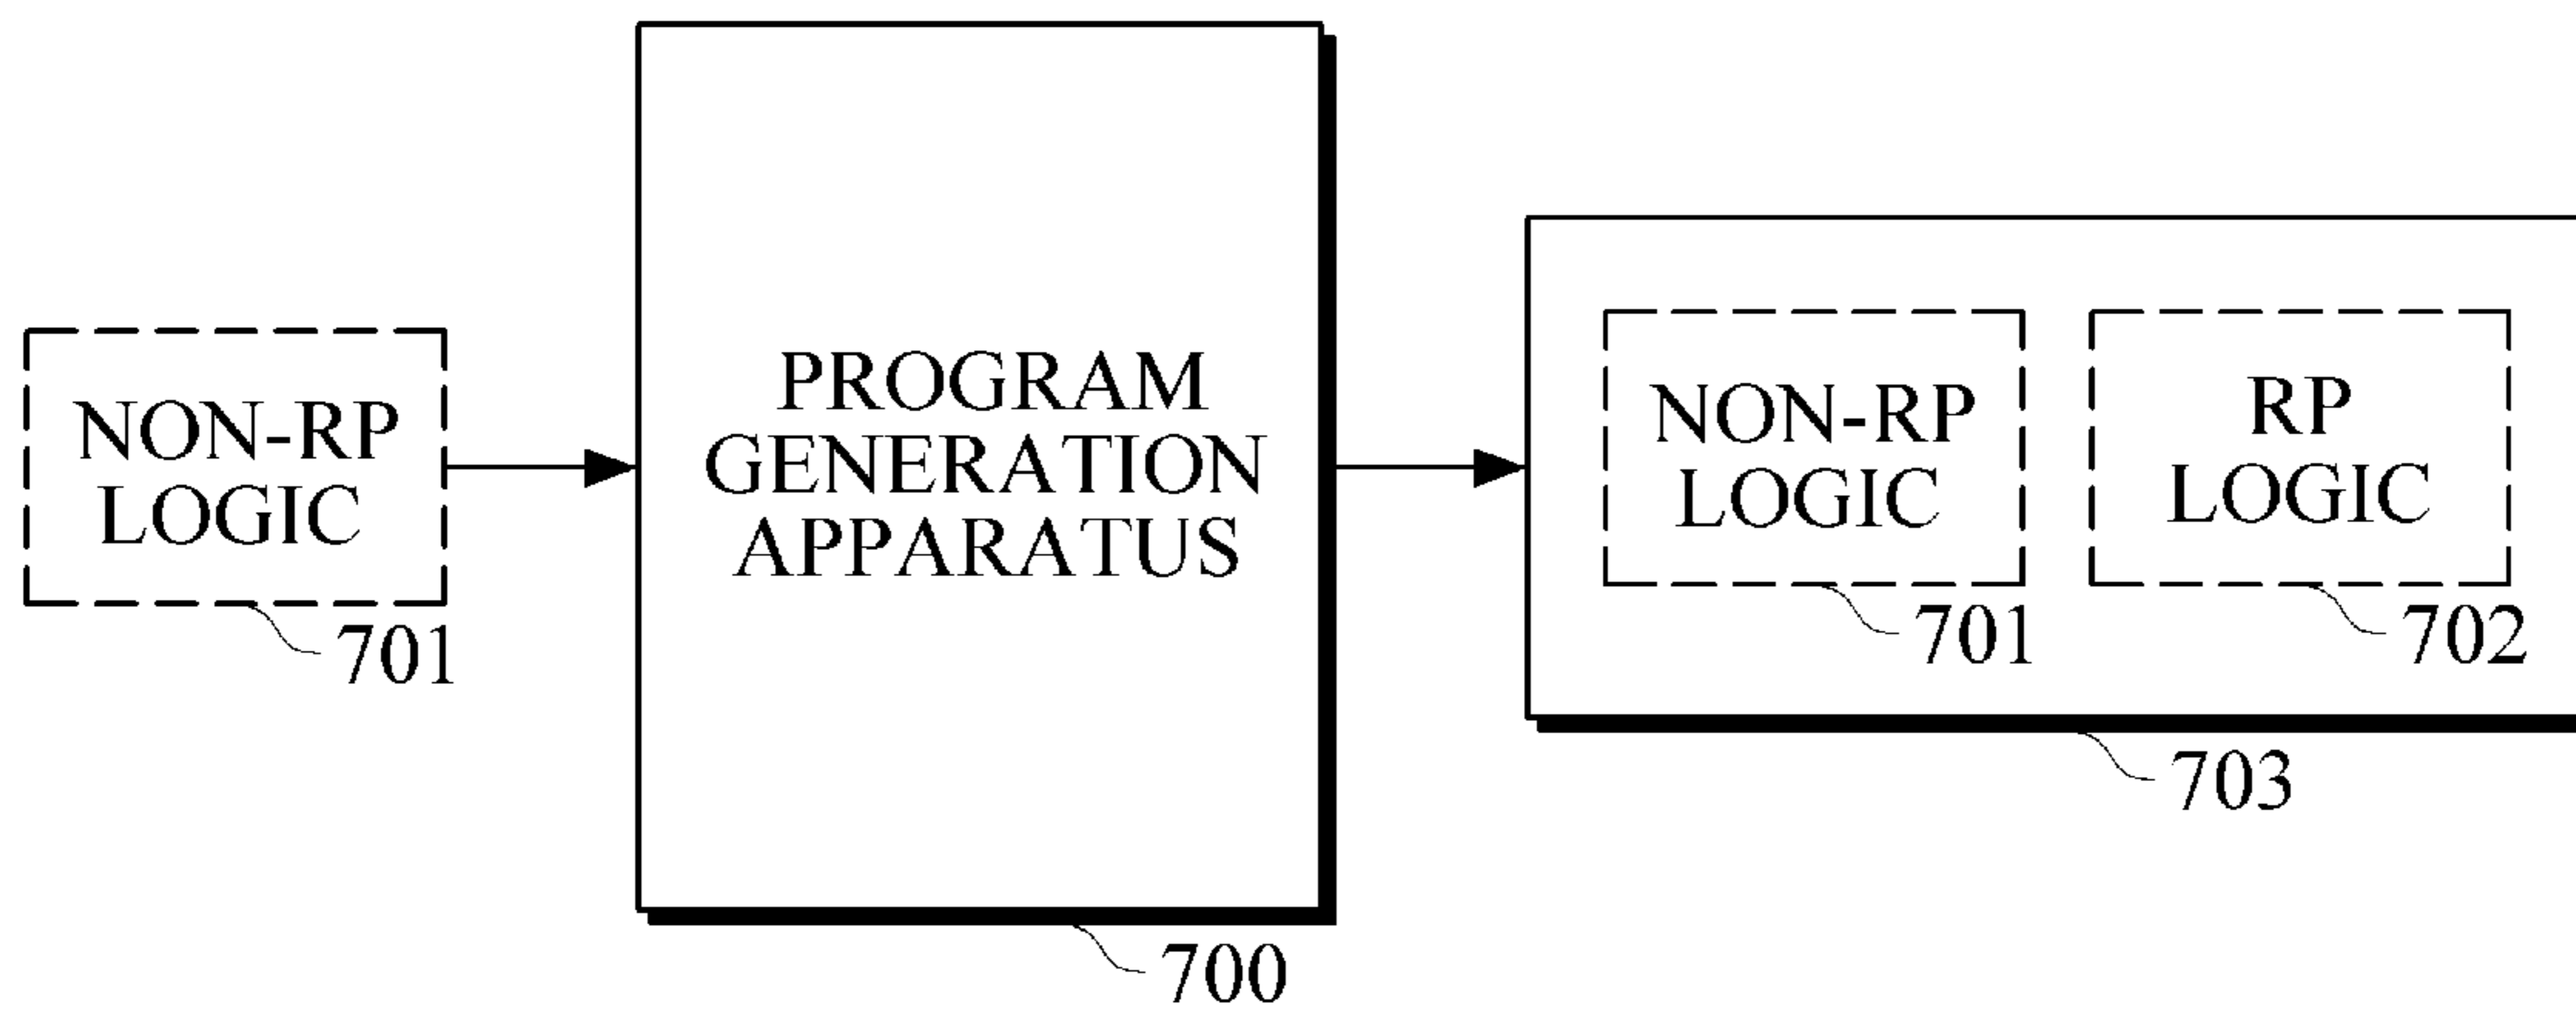 NON-RP
LOGIC
701
PROGRAM
GENERATION
APPARATUS
700
NON-RP
LOGIC
701
RP
LOGIC
702
703